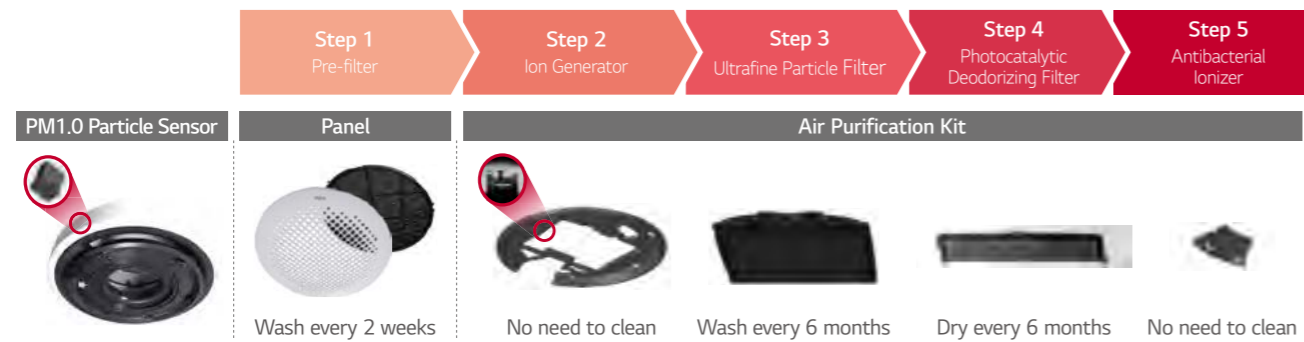 Step 1
Pre-filter
Step 2
Ion Generator
Step 3
Ultrafine Particle Filter
Step 4
Photocatalytic
Deodorizing Filter
Step 5
Antibacterial
Ionizer
PM1.0 Particle Sensor
Panel
Air Purification Kit
Wash every 2 weeks
No need to clean
Wash every 6 months
Dry every 6 months
No need to clean